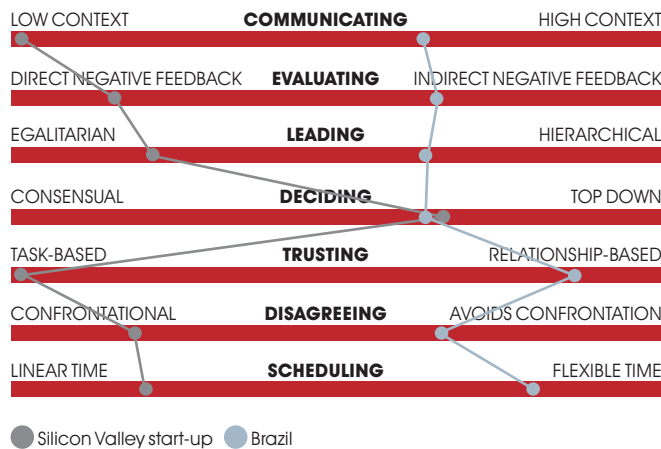 LOW CONTEXT COMMUNICATING HIGH CONTEXT
DIRECT NEGATIVE FEEDBACK EVALUATING INDIRECT NEGATIVE FEEDBACK
EGALITARIAN LEADING HIERARCHICAL
CONSENSUAL DECIDING TOP DOWN
TASK-BASED TRUSTING RELATIONSHIP-BASED
CONFRONTATIONAL DISAGREEING AVOIDS CONFRONTATION
LINEAR TIME SCHEDULING FLEXIBLE TIME
Silicon Valley start-up Brazil